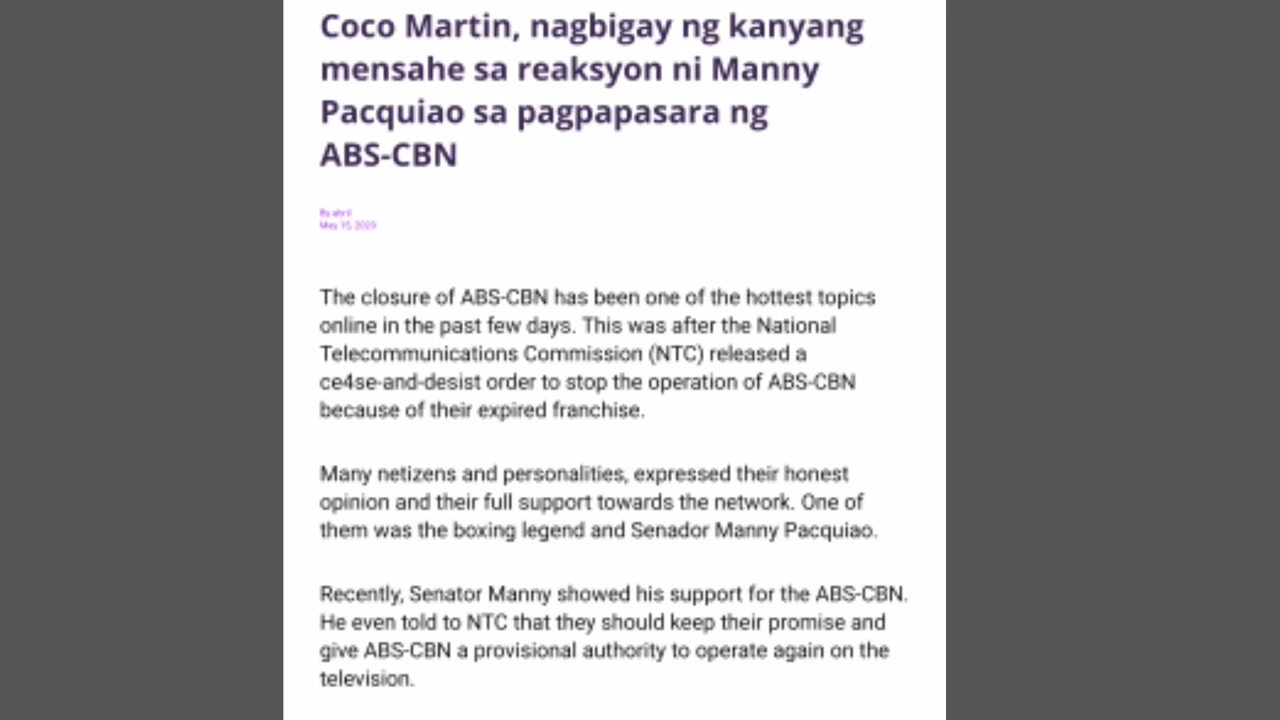 Coco Martin, nagbigay ng kanyang
mensahe sa reaksyon ni Manny
Pacquiao sa pagpapasara ng
ABS-CBN
By abril
May 15, 2020
The closure of ABS-CBN has been one of the hottest topics
online in the past few days. This was after the National
Telecommunications Commission (NTC) released a
ce4se-and-desist order to stop the operation of ABS-CBN
because of their expired franchise.
Many netizens and personalities, expressed their honest
opinion and their full support towards the network. One of
them was the boxing legend and Senador Manny Pacquiao.
Recently, Senator Manny showed his support for the ABS-CBN.
He even told to NTC that they should keep their promise and
give ABS-CBN a provisional authority to operate again on the
television.